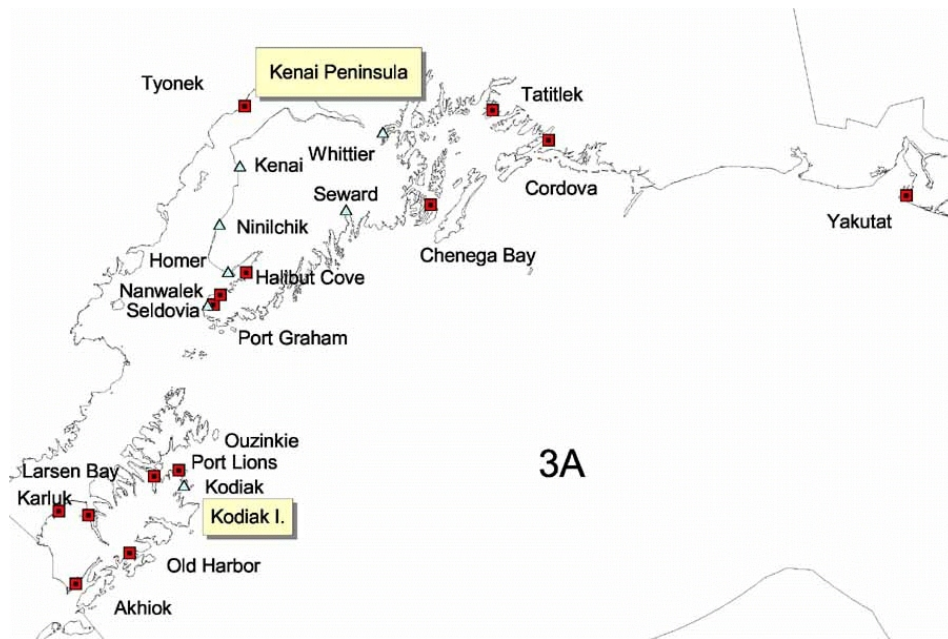 Kenai Peninsula
Tyonek
Tatitlek
Whittier
Kenai
Cordova
Seward
Yakutat
Ninilchik
Chenega Bay
Homer
Halibut Cove
Nanwalek
Seldovia
Port Graham
Ouzinkie
3A
Port Lions
Larsen Bay
Kodiak
Karluk
Kodiak I.
Old Harbor
Akhiok